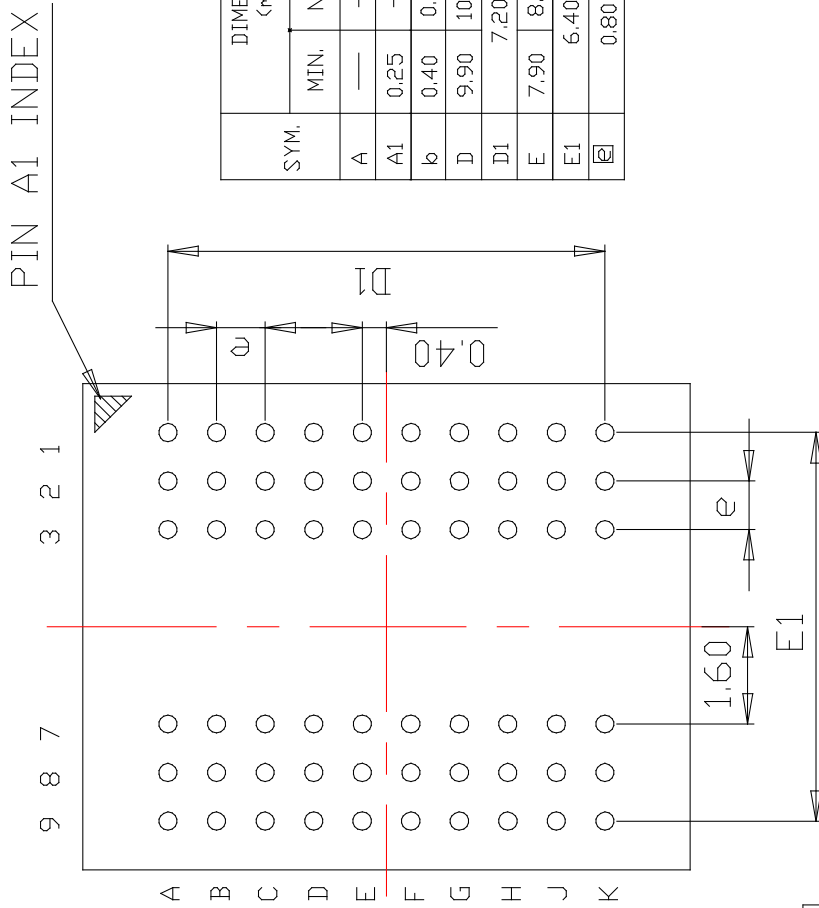 PIN A1 INDEX
SYM.
MIN.
A
A1 0.25
b 0.40
D 9.90
D1 7.20
E 7.90
E1 6.40
e 0.80
D1
e
0.40
1 2 3 7 8 9
A
B
C
D
E
F
G
H
J
K
e
1.60
E1